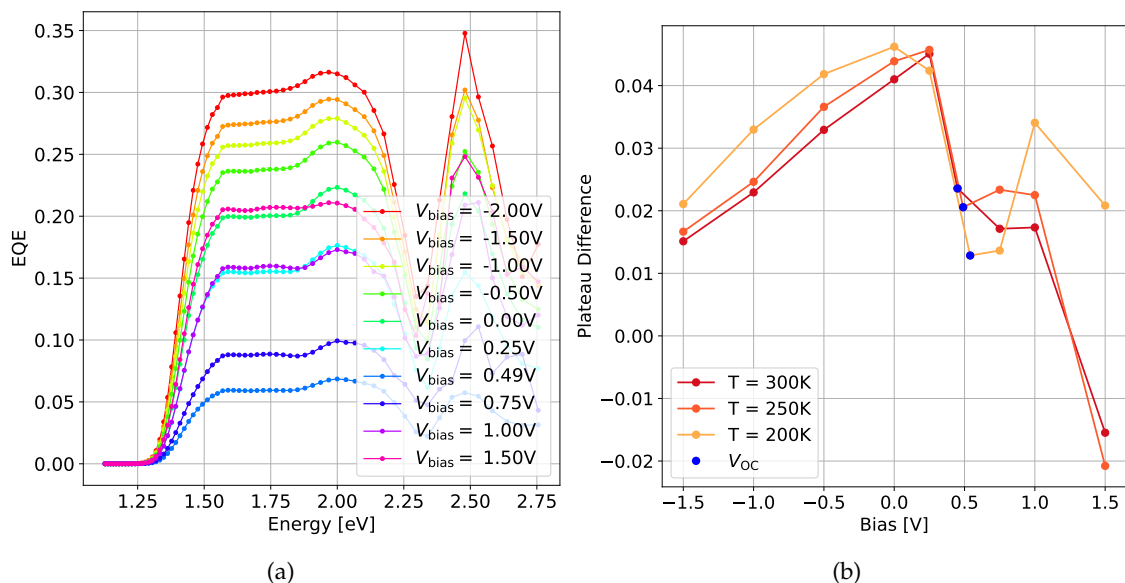 0.35
0.30
0.25
0.20
0.15
0.10
0.05
0.00
EQE
1.25
1.50
1.75
2.00
2.25
2.50
2.75
Energy [eV]
V_bias = -2.00V
V_bias = -1.50V
V_bias = -1.00V
V_bias = -0.50V
V_bias = 0.00V
V_bias = 0.25V
V_bias = 0.49V
V_bias = 0.75V
V_bias = 1.00V
V_bias = 1.50V
(a)
0.04
0.03
0.02
0.01
0.00
−0.01
−0.02
Plateau Difference
−1.5
−1.0
−0.5
0.0
0.5
1.0
1.5
Bias [V]
T = 300K
T = 250K
T = 200K
V_OC
(b)